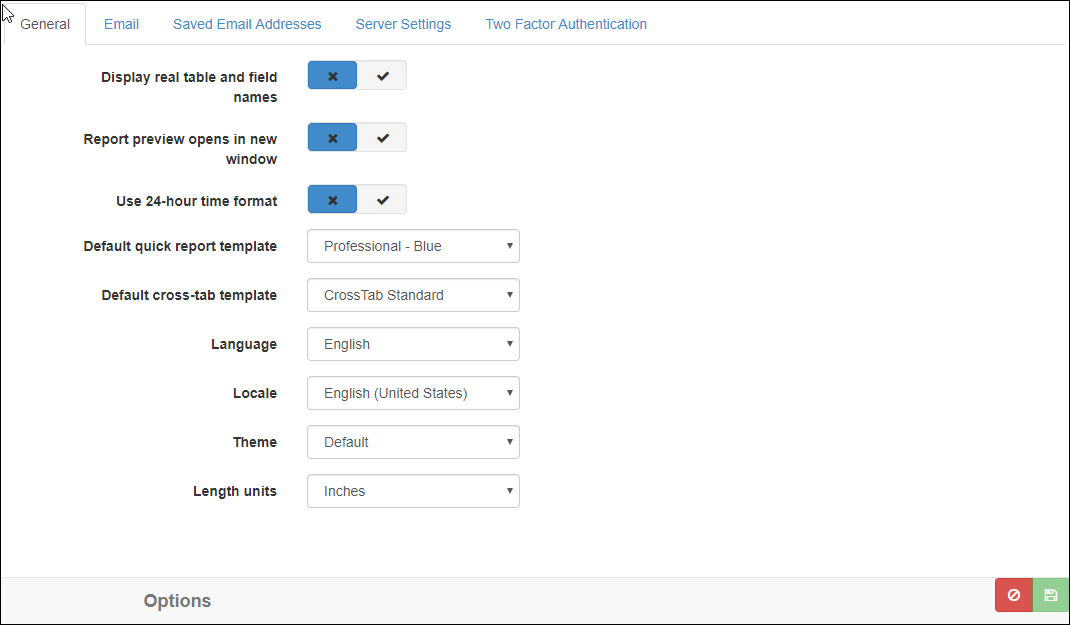 General Email Saved Email Addresses Server Settings Two Factor Authentication
Display real table and field
names
Report preview opens in new
window
Use 24-hour time format
Default quick report template Professional - Blue
Default cross-tab template CrossTab Standard
Language English
Locale English (United States)
Theme Default
Length units Inches
Options